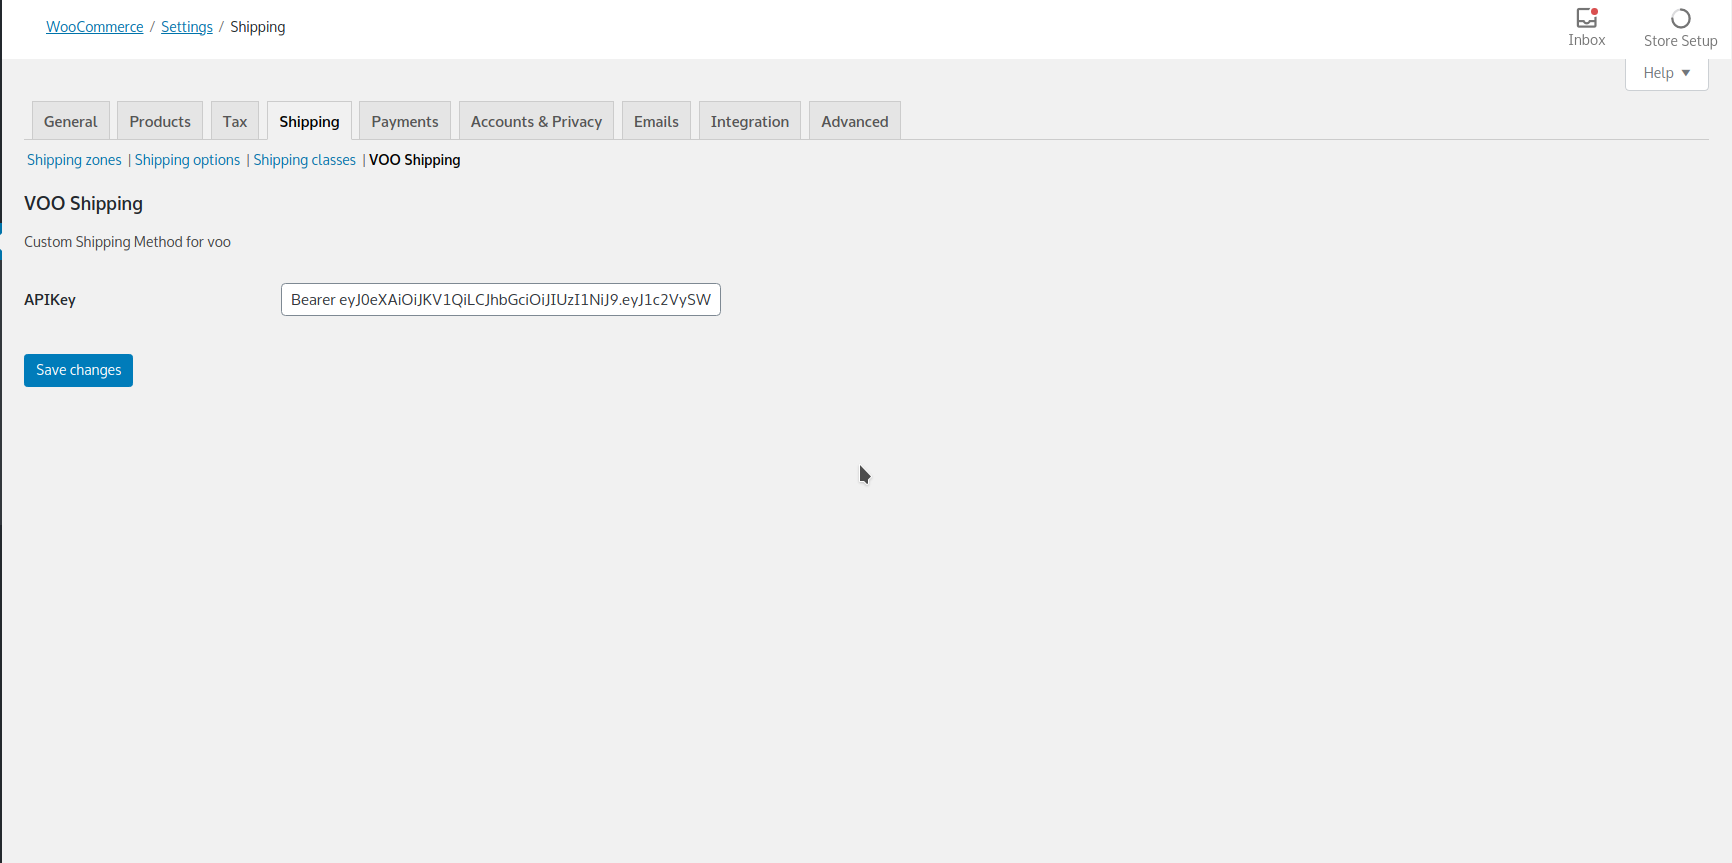 WooCommerce / Settings / Shipping
Inbox
Store Setup
Help ▼
General Products Tax Shipping Payments Accounts & Privacy Emails Integration Advanced
Shipping zones | Shipping options | Shipping classes | VOO Shipping
VOO Shipping
Custom Shipping Method for voo
APIKey Bearer eyJ0eXAiOiJKV1QiLCJhbGciOiJIUzI1NiJ9.eyJ1c2VySW
Save changes